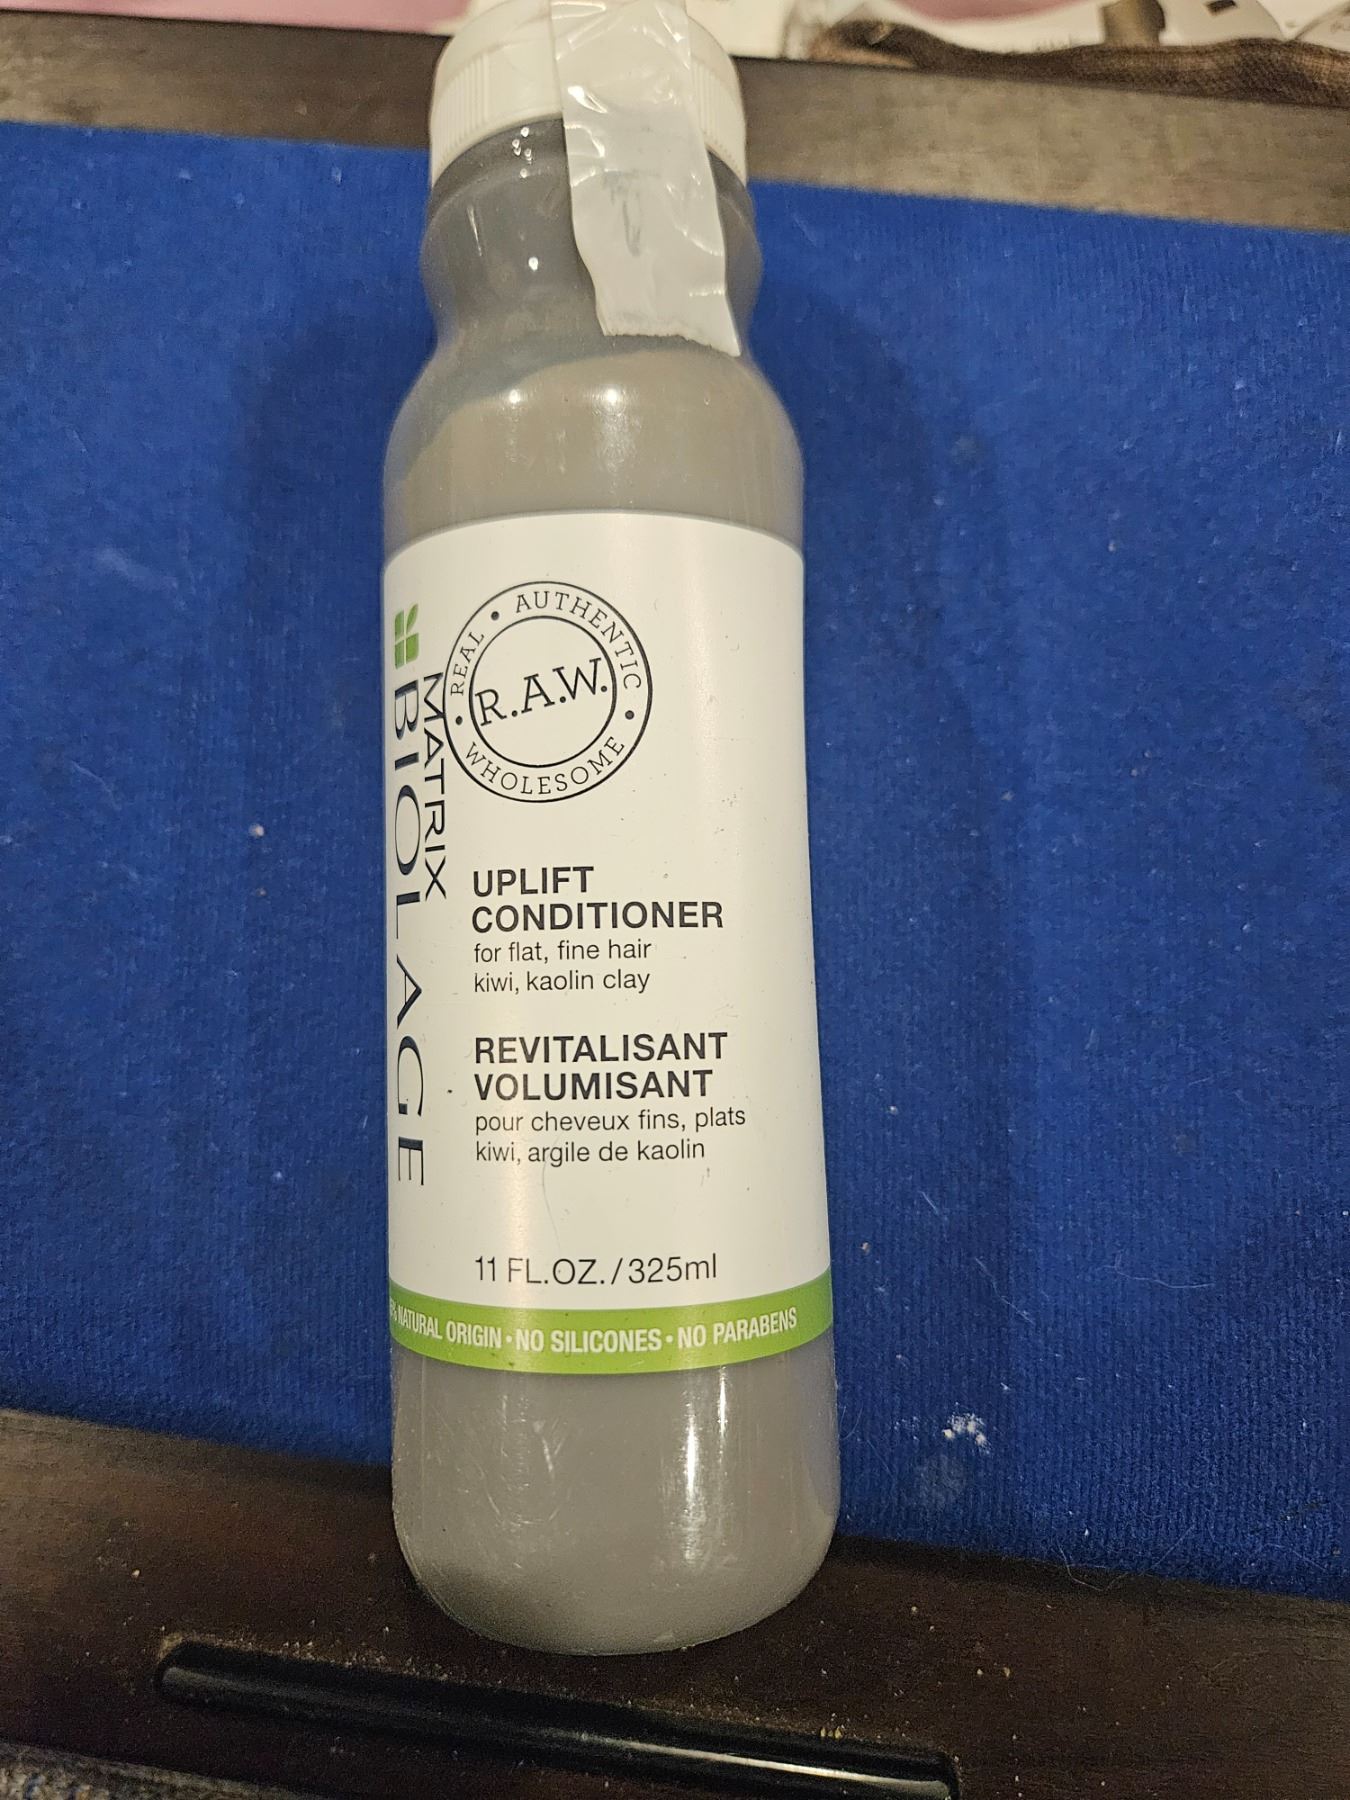 REAL • AUTHENTIC • WHOLESOME •
R.A.W.
MATRIX
BIOLAGE
UPLIFT
CONDITIONER
for flat, fine hair
kiwi, kaolin clay
REVITALISANT
VOLUMISANT
pour cheveux fins, plats
kiwi, argile de kaolin
11 FL.OZ./325ml
% NATURAL ORIGIN • NO SILICONES • NO PARABENS